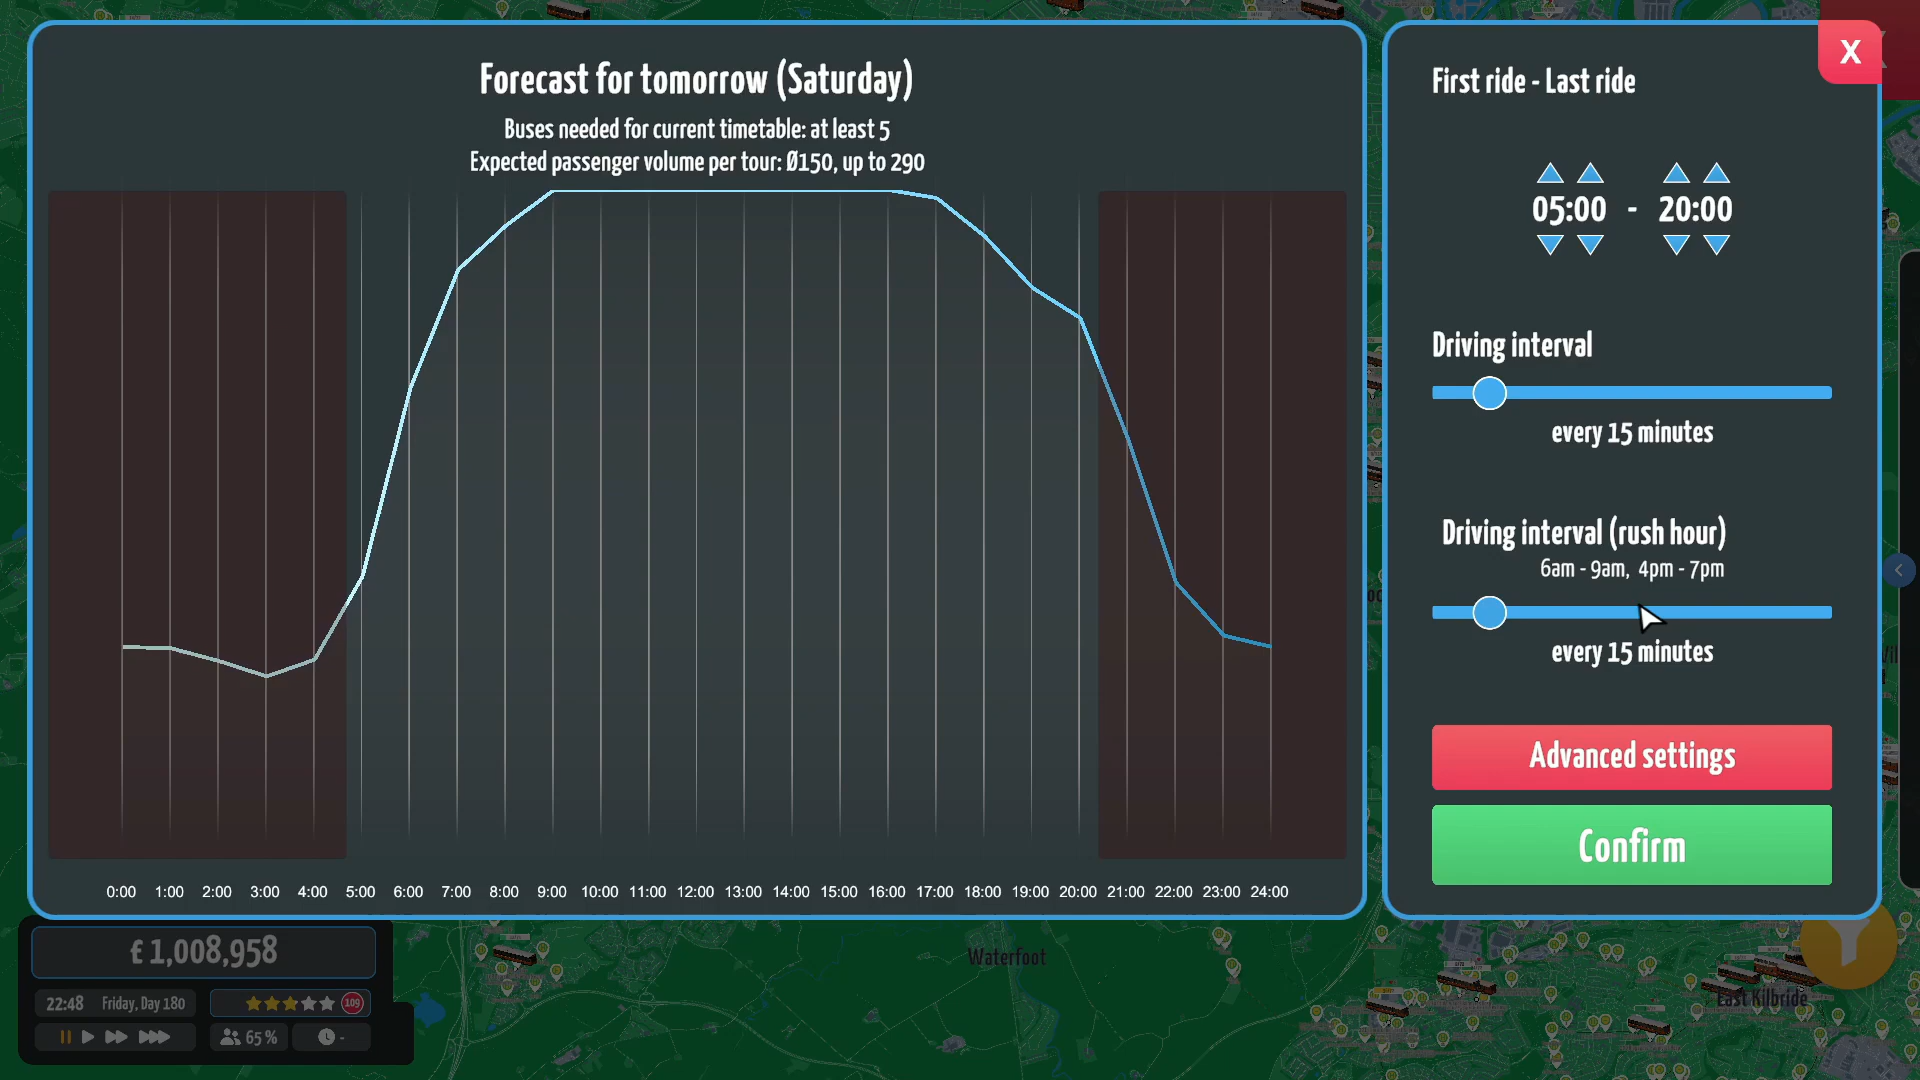 Forecast for tomorrow (Saturday)
Buses needed for current timetable: at least 5
Expected passenger volume per tour: Ø150, up to 290
0:00 1:00 2:00 3:00 4:00 5:00 6:00 7:00 8:00 9:00 10:00 11:00 12:00 13:00 14:00 15:00 16:00 17:00 18:00 19:00 20:00 21:00 22:00 23:00 24:00
X
First ride - Last ride
05:00 - 20:00
Driving interval
every 15 minutes
Driving interval (rush hour)
6am - 9am, 4pm - 7pm
every 15 minutes
Advanced settings
Confirm
£ 1,008,958
22:48 Friday, Day 180
109
65 %
-
Waterfoot
East Kilbride